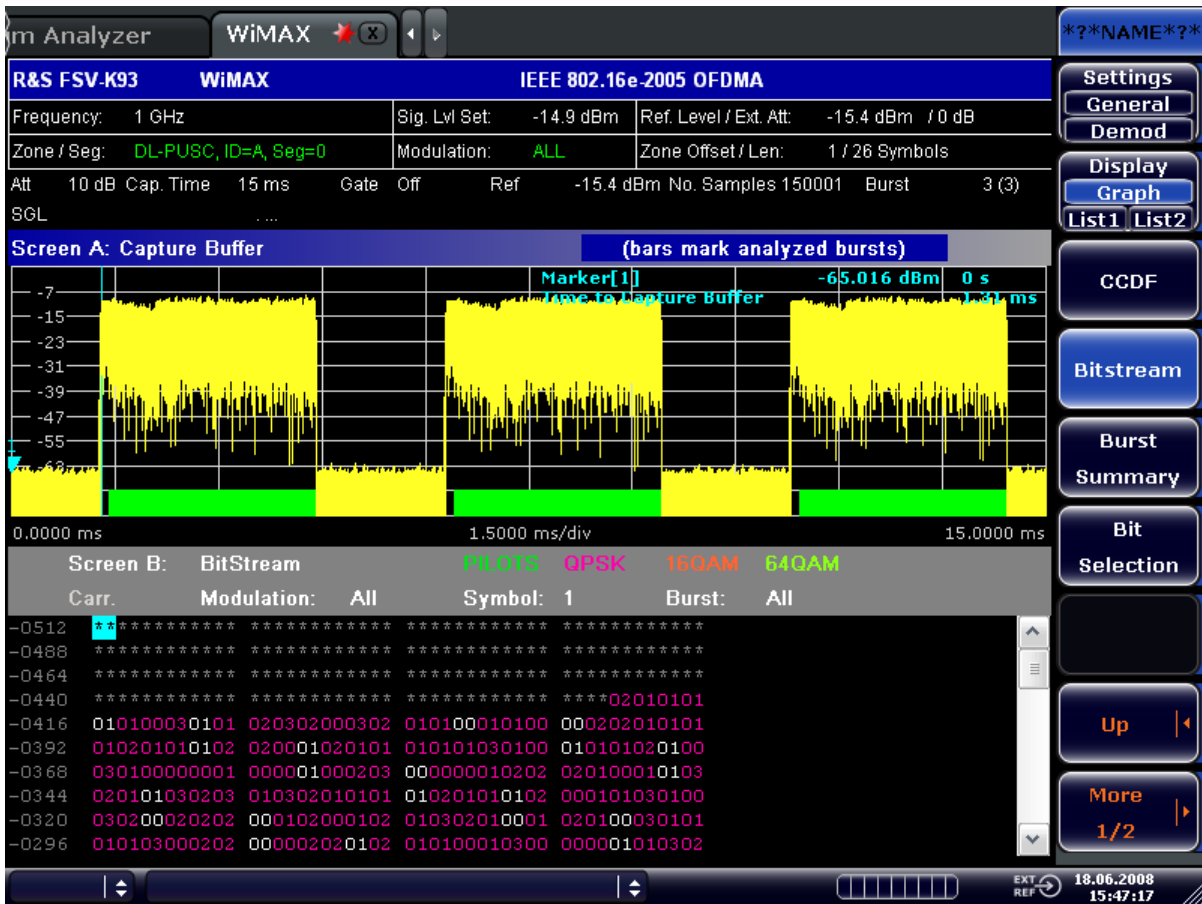 m Analyzer WiMAX x
*?*NAME*?*
R&S FSV-K93 WiMAX IEEE 802.16e-2005 OFDMA
Frequency: 1 GHz Sig. Lvl Set: -14.9 dBm Ref. Level / Ext. Att: -15.4 dBm / 0 dB
Zone / Seg: DL-PUSC, ID=A, Seg=0 Modulation: ALL Zone Offset / Len: 1 / 26 Symbols
Att 10 dB Cap. Time 15 ms Gate Off Ref -15.4 dBm No. Samples 150001 Burst 3 (3)
SGL . ...
Screen A: Capture Buffer (bars mark analyzed bursts)
Marker[1] -65.016 dBm 0 s
Time to Capture Buffer 1.31 ms
-7
-15
-23
-31
-39
-47
-55
-63
0.0000 ms 1.5000 ms/div 15.0000 ms
Screen B: BitStream PILOTS QPSK 16QAM 64QAM
Carr. Modulation: All Symbol: 1 Burst: All
-0512 ************ ************ ************ ************
-0488 ************ ************ ************ ************
-0464 ************ ************ ************ ************
-0440 ************ ************ ************ ****02010101
-0416 010100030101 020302000302 010100010100 000202010101
-0392 010201010102 020001020101 010101030100 010101020100
-0368 030100000001 000001000203 000000010202 020100010103
-0344 020101030203 010302010101 010201010102 000101030100
-0320 030200020202 000102000102 010302010001 020100030101
-0296 010103000202 000002020102 010100010300 000001010302
Settings
General
Demod
Display
Graph
List1 List2
CCDF
Bitstream
Burst
Summary
Bit
Selection
Up
More
1/2
EXT
REF
18.06.2008
15:47:17